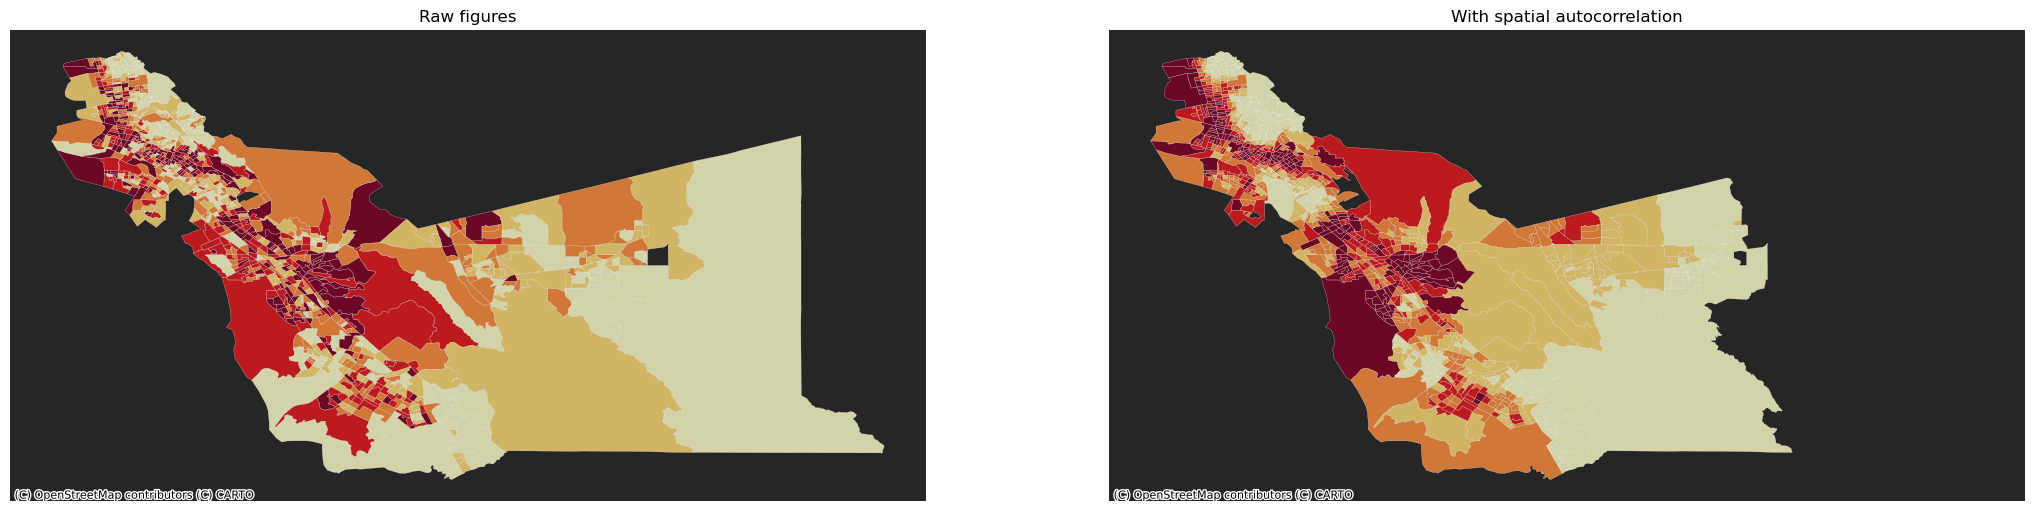 Raw figures
With spatial autocorrelation
(C) OpenStreetMap contributors (C) CARTO
(C) OpenStreetMap contributors (C) CARTO